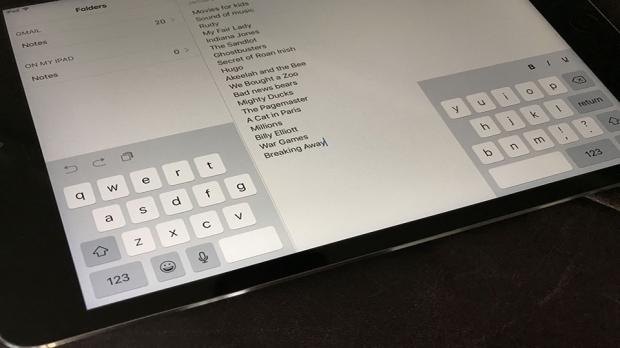 iPad
Folders
GMAIL
Notes 20 >
ON MY IPAD
Notes 0 >
Movies for kids
Sound of music
Rudy
My Fair Lady
Indiana Jones
The Sandlot
Ghostbusters
Secret of Roan Inish
Hugo
Akeelah and the Bee
We Bought a Zoo
Bad news bears
Mighty Ducks
The Pagemaster
A Cat in Paris
Millions
Billy Elliott
War Games
Breaking Away
q w e r t
a s d f g
z x c v
123
B I U
y u i o p
h j k l return
b n m ! , ? .
123